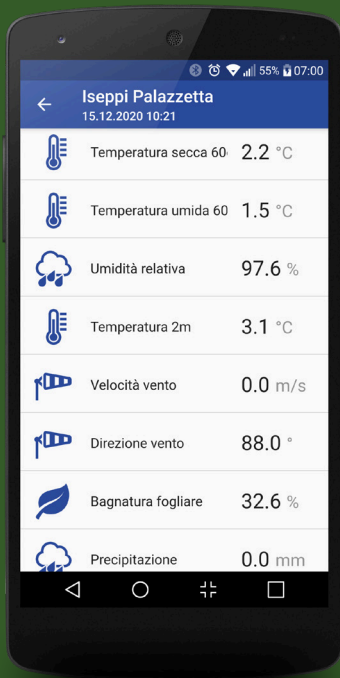 55% 07:00
Iseppi Palazzetta
15.12.2020 10:21
Temperatura secca 60 2.2 °C
Temperatura umida 60 1.5 °C
Umidità relativa 97.6 %
Temperatura 2m 3.1 °C
Velocità vento 0.0 m/s
Direzione vento 88.0 °
Bagnatura fogliare 32.6 %
Precipitazione 0.0 mm